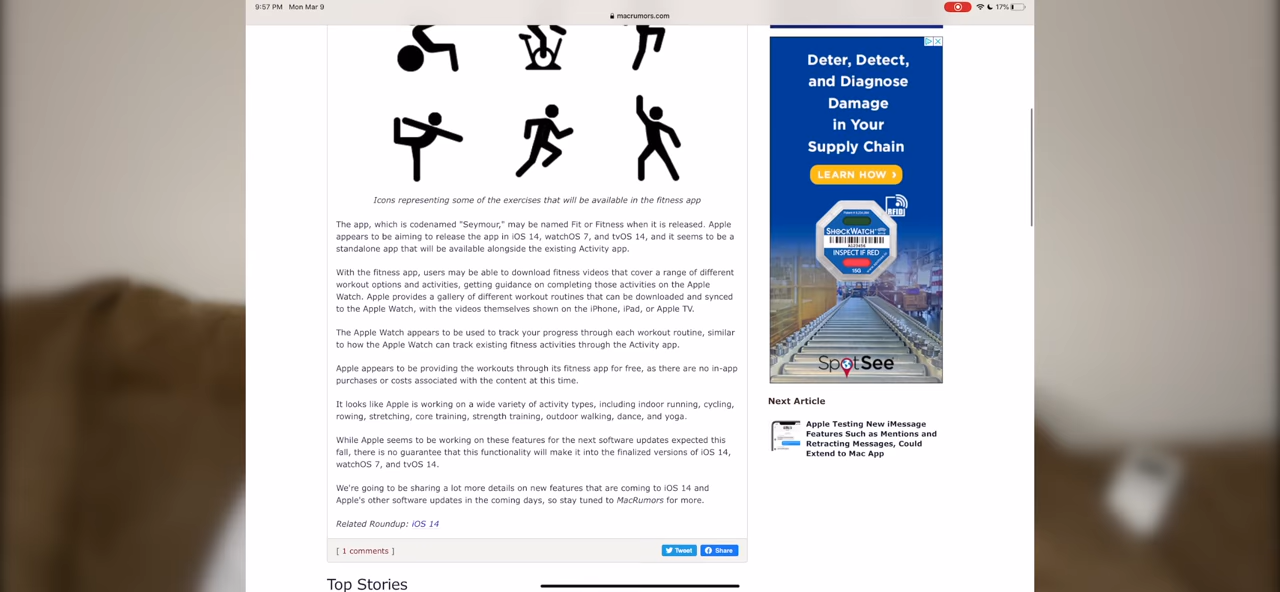 9:57 PM Mon Mar 9
17%
macrumors.com
Icons representing some of the exercises that will be available in the fitness app
The app, which is codenamed "Seymour," may be named Fit or Fitness when it is released. Apple
appears to be aiming to release the app in iOS 14, watchOS 7, and tvOS 14, and it seems to be a
standalone app that will be available alongside the existing Activity app.
With the fitness app, users may be able to download fitness videos that cover a range of different
workout options and activities, getting guidance on completing those activities on the Apple
Watch. Apple provides a gallery of different workout routines that can be downloaded and synced
to the Apple Watch, with the videos themselves shown on the iPhone, iPad, or Apple TV.
The Apple Watch appears to be used to track your progress through each workout routine, similar
to how the Apple Watch can track existing fitness activities through the Activity app.
Apple appears to be providing the workouts through its fitness app for free, as there are no in-app
purchases or costs associated with the content at this time.
It looks like Apple is working on a wide variety of activity types, including indoor running, cycling,
rowing, stretching, core training, strength training, outdoor walking, dance, and yoga.
While Apple seems to be working on these features for the next software updates expected this
fall, there is no guarantee that this functionality will make it into the finalized versions of iOS 14,
watchOS 7, and tvOS 14.
We're going to be sharing a lot more details on new features that are coming to iOS 14 and
Apple's other software updates in the coming days, so stay tuned to MacRumors for more.
Related Roundup: iOS 14
[ 1 comments ]
Tweet
Share
Top Stories
Deter, Detect,
and Diagnose
Damage
in Your
Supply Chain
LEARN HOW
RFID
SHOCKWATCH
INSPECT IF RED
15G
SpotSee
Next Article
Apple Testing New iMessage
Features Such as Mentions and
Retracting Messages, Could
Extend to Mac App